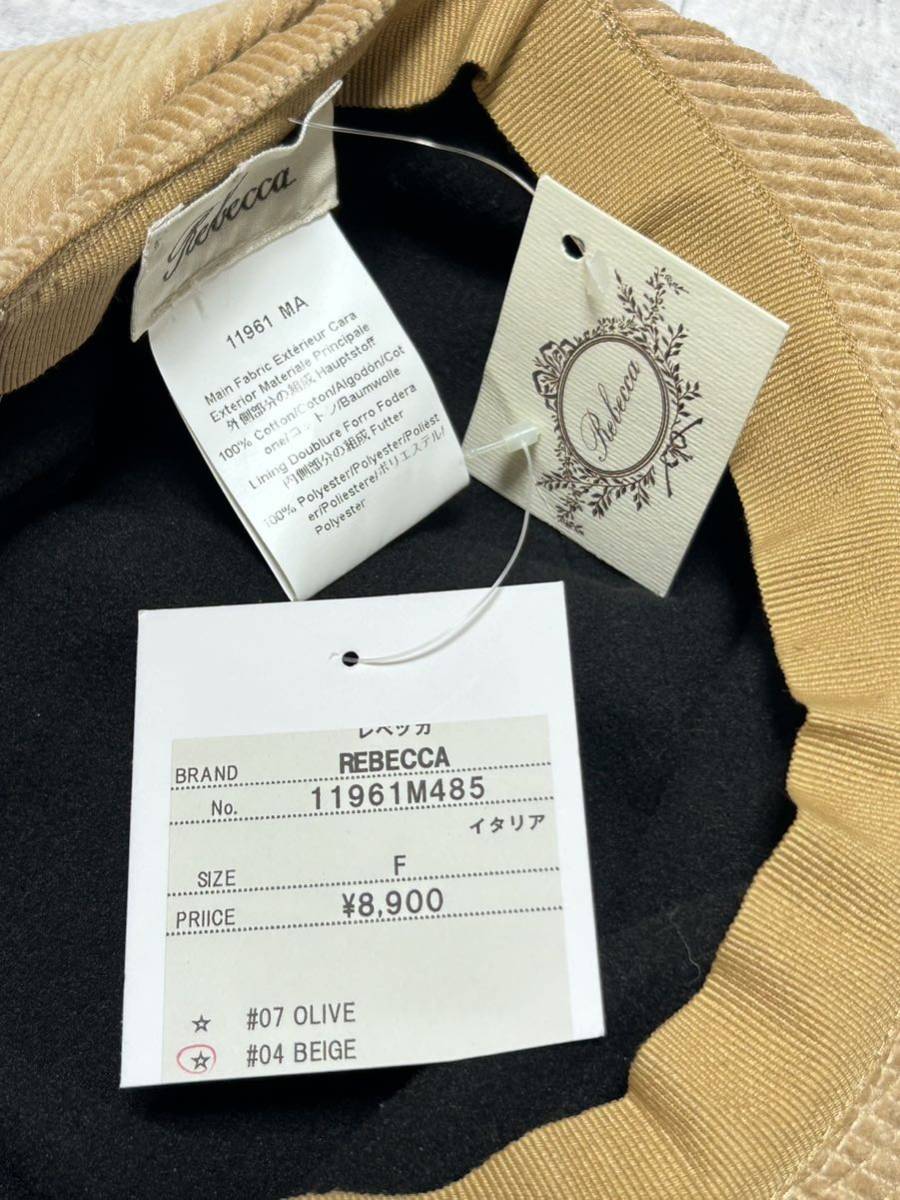 Rebecca
11961 MA
Main Fabric Extérieur Cara
Exterior Materiale Principale
外側部分の組成 Hauptstoff
100% Cotton/Coton/Algodón/Cot
one/コットン/Baumwolle
Lining Doublure Forro Fodera
内側部分の組成 Futter
100% Polyester/Polyester/Poliést
er/Poliestere/ポリエステル/
Polyester
Rebecca
レベッカ
BRAND REBECCA
No. 11961M485
イタリア
SIZE F
PRIICE ¥8,900
☆ #07 OLIVE
☆ #04 BEIGE